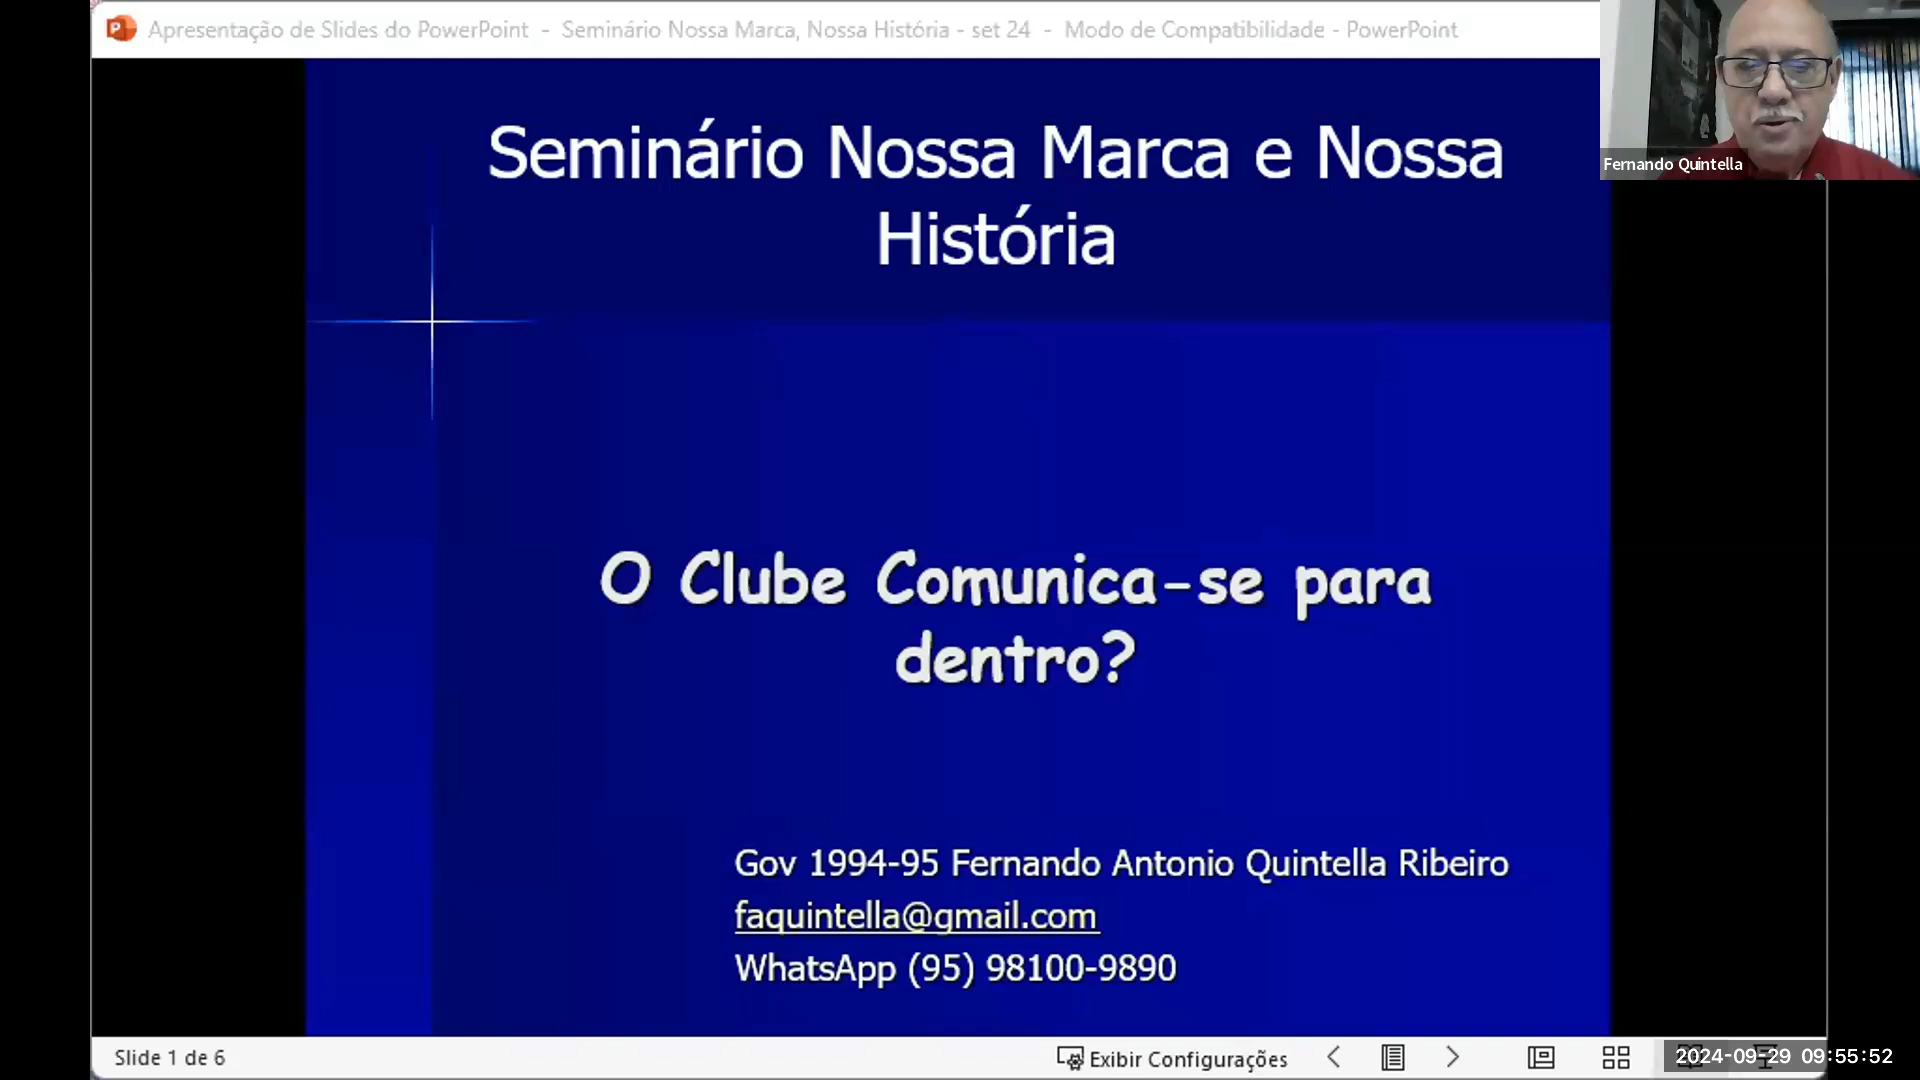 Apresentação de Slides do PowerPoint - Seminário Nossa Marca, Nossa História - set 24 - Modo de Compatibilidade - PowerPoint
Fernando Quintella
Seminário Nossa Marca e Nossa
História
O Clube Comunica-se para
dentro?
Gov 1994-95 Fernando Antonio Quintella Ribeiro
faquintella@gmail.com
WhatsApp (95) 98100-9890
Slide 1 de 6
Exibir Configurações
2024-09-29 09:55:52